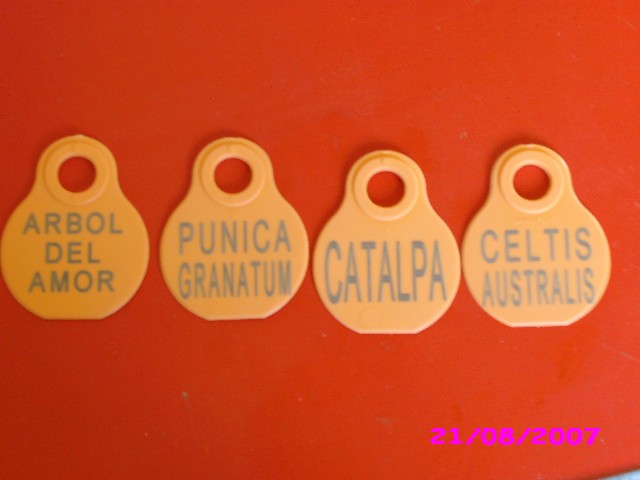 ARBOL
DEL
AMOR
PUNICA
GRANATUM
CATALPA
CELTIS
AUSTRALIS
21/08/2007